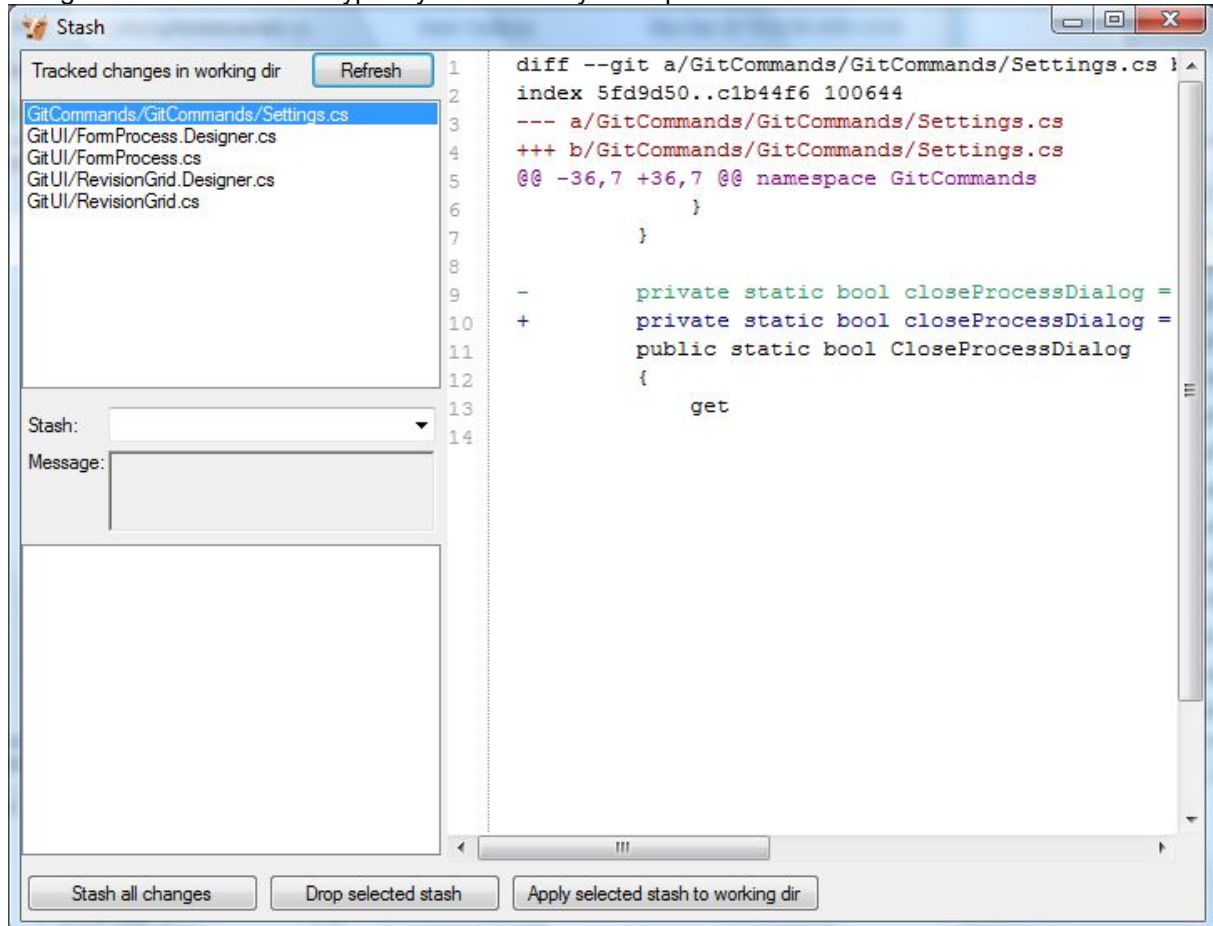 Stash
Tracked changes in working dir
Refresh
GitCommands/GitCommands/Settings.cs
GitUI/FormProcess.Designer.cs
GitUI/FormProcess.cs
GitUI/RevisionGrid.Designer.cs
GitUI/RevisionGrid.cs
Stash:
Message:
1 diff --git a/GitCommands/GitCommands/Settings.cs
2 index 5fd9d50..c1b44f6 100644
3 --- a/GitCommands/GitCommands/Settings.cs
4 +++ b/GitCommands/GitCommands/Settings.cs
5 @@ -36,7 +36,7 @@ namespace GitCommands
6 }
7 }
8
9 - private static bool closeProcessDialog =
10 + private static bool closeProcessDialog =
11 public static bool CloseProcessDialog
12 {
13 get
14
Stash all changes
Drop selected stash
Apply selected stash to working dir